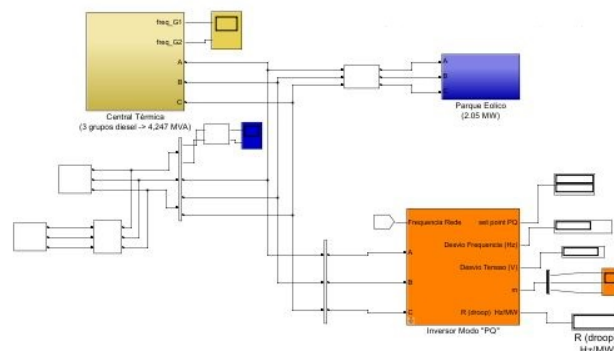 freq_G1
freq_G2
A
B
C
Central Térmica
(3 grupos diesel -> 4,247 MVA)
A
B
Parque Eolico
(2.05 MW)
Frequencia Rede
set point PQ
Desvio Frequencia (Hz)
A
Desvio Tensao (V)
B
m
C
R (droop) Hz/MW
Inversor Modo "PQ"
R (droop)
Hz/MW